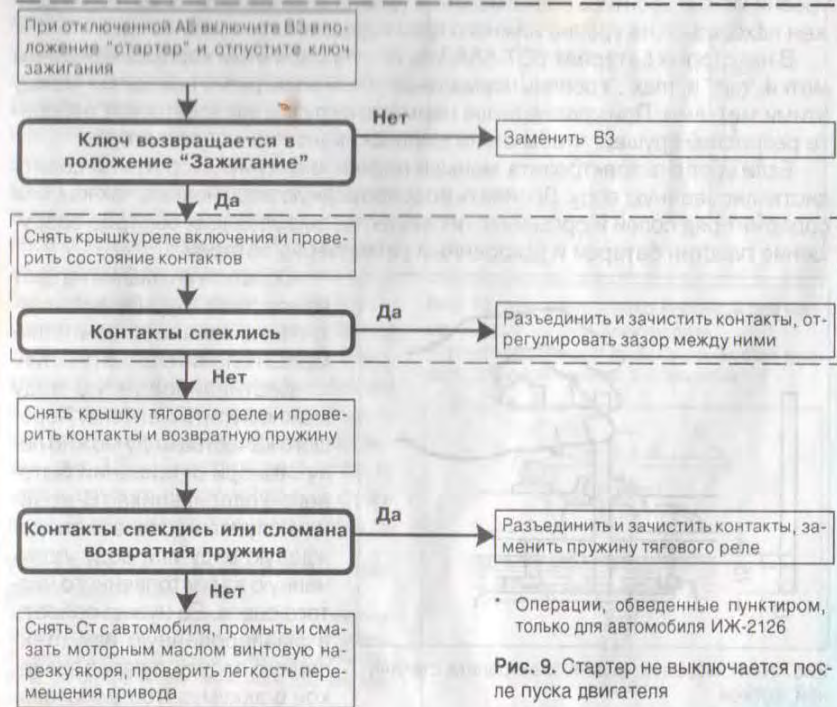 При отключенной АБ включите ВЗ в по-
ложение "стартер" и отпустите ключ
зажигания
Ключ возвращается в
положение "Зажигание"
Нет
Заменить ВЗ
Да
Снять крышку реле включения и прове-
рить состояние контактов
Контакты спеклись
Да
Разъединить и зачистить контакты, от-
регулировать зазор между ними
Нет
Снять крышку тягового реле и прове-
рить контакты и возвратную пружину
Контакты спеклись или сломана
возвратная пружина
Да
Разъединить и зачистить контакты, за-
менить пружину тягового реле
Нет
Снять Ст с автомобиля, промыть и сма-
зать моторным маслом винтовую на-
резку якоря, проверить легкость пере-
мещения привода
* Операции, обведенные пунктиром,
только для автомобиля ИЖ-2126
Рис. 9. Стартер не выключается пос-
ле пуска двигателя